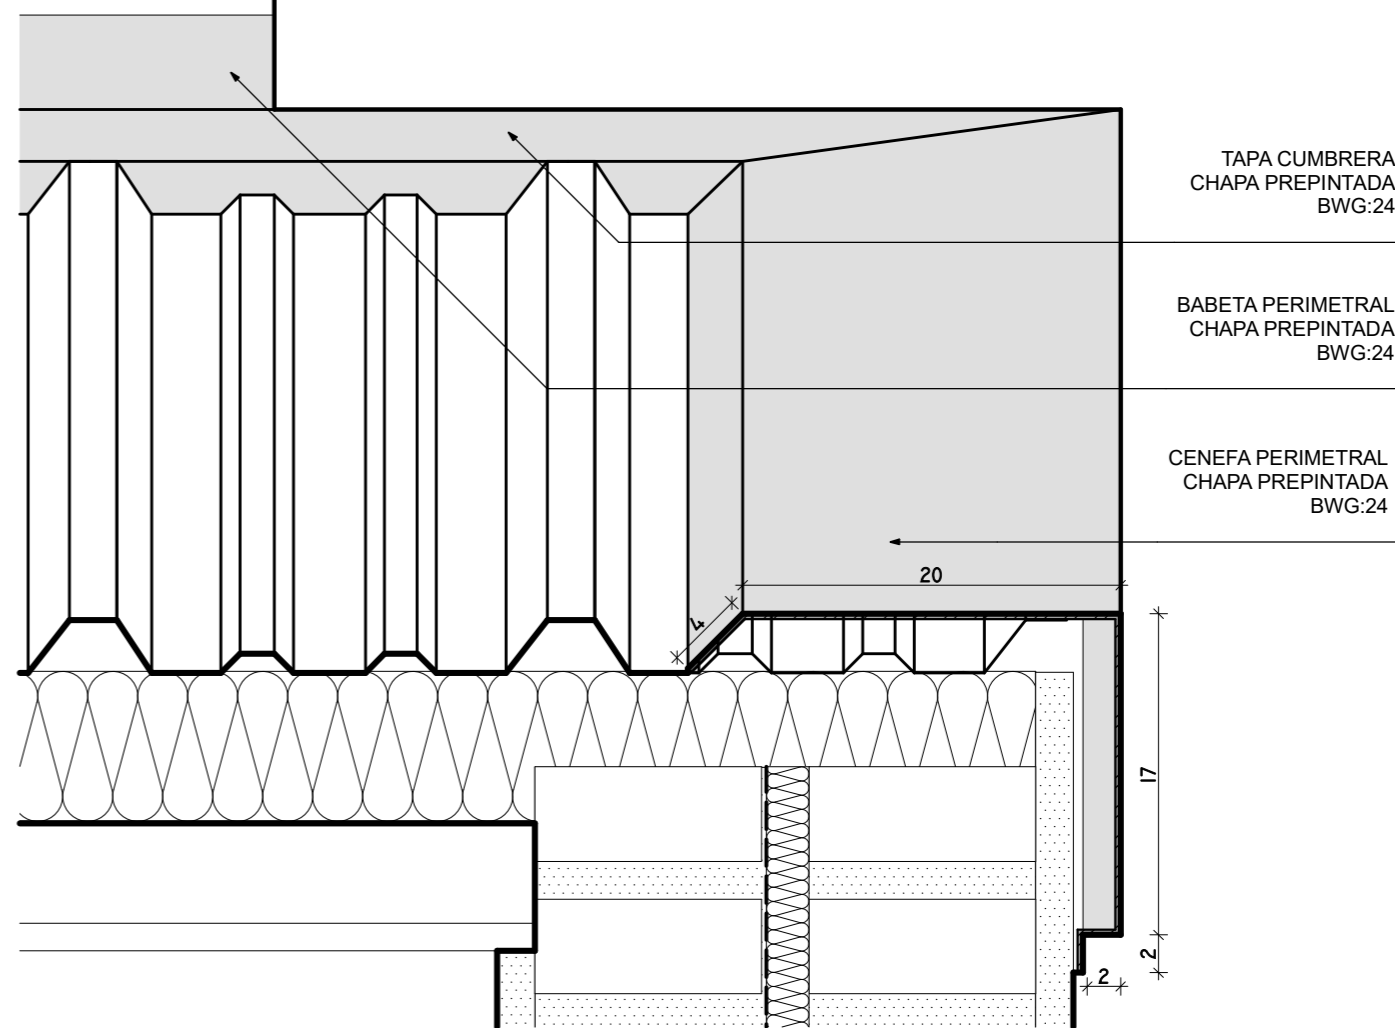 TAPA CUMBRERA
CHAPA PREPINTADA
BWG:24
BABETA PERIMETRAL
CHAPA PREPINTADA
BWG:24
CENEFA PERIMETRAL
CHAPA PREPINTADA
BWG:24
20
4
17
2
2